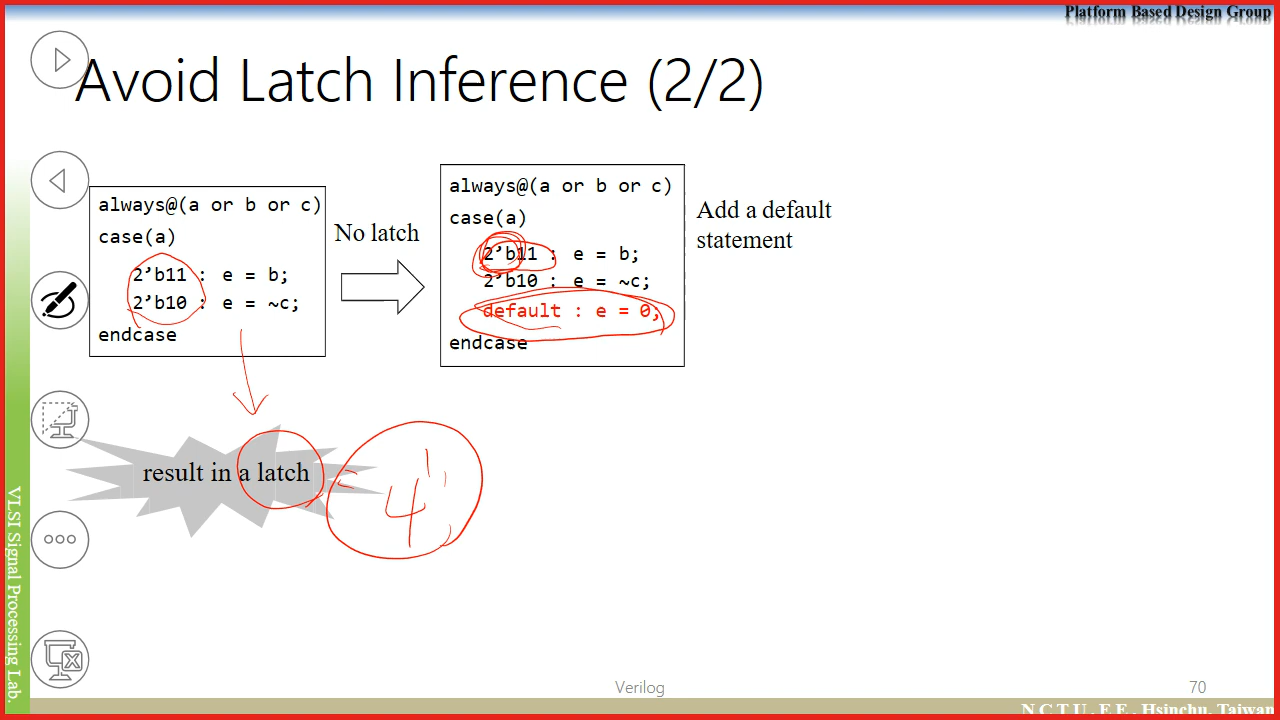 Platform Based Design Group
Avoid Latch Inference (2/2)
always@(a or b or c)
case(a)
2’b11 : e = b;
2’b10 : e = ~c;
endcase
No latch
always@(a or b or c)
case(a)
2’b11 : e = b;
2’b10 : e = ~c;
default : e = 0;
endcase
Add a default
statement
result in a latch
4
VLSI Signal Processing Lab.
Verilog
70
N C T U . E E . Hsinchu, Taiwan